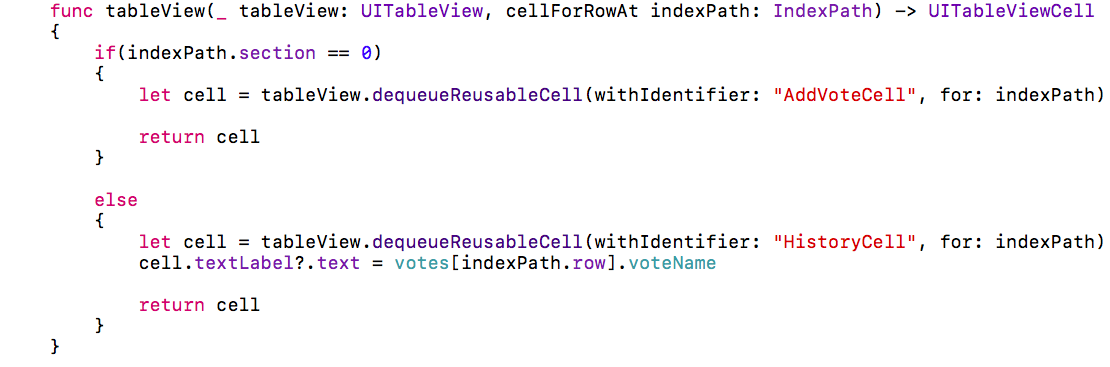 func tableView(_ tableView: UITableView, cellForRowAt indexPath: IndexPath) -> UITableViewCell
{
    if(indexPath.section == 0)
    {
        let cell = tableView.dequeueReusableCell(withIdentifier: "AddVoteCell", for: indexPath)

        return cell
    }

    else
    {
        let cell = tableView.dequeueReusableCell(withIdentifier: "HistoryCell", for: indexPath)
        cell.textLabel?.text = votes[indexPath.row].voteName

        return cell
    }
}